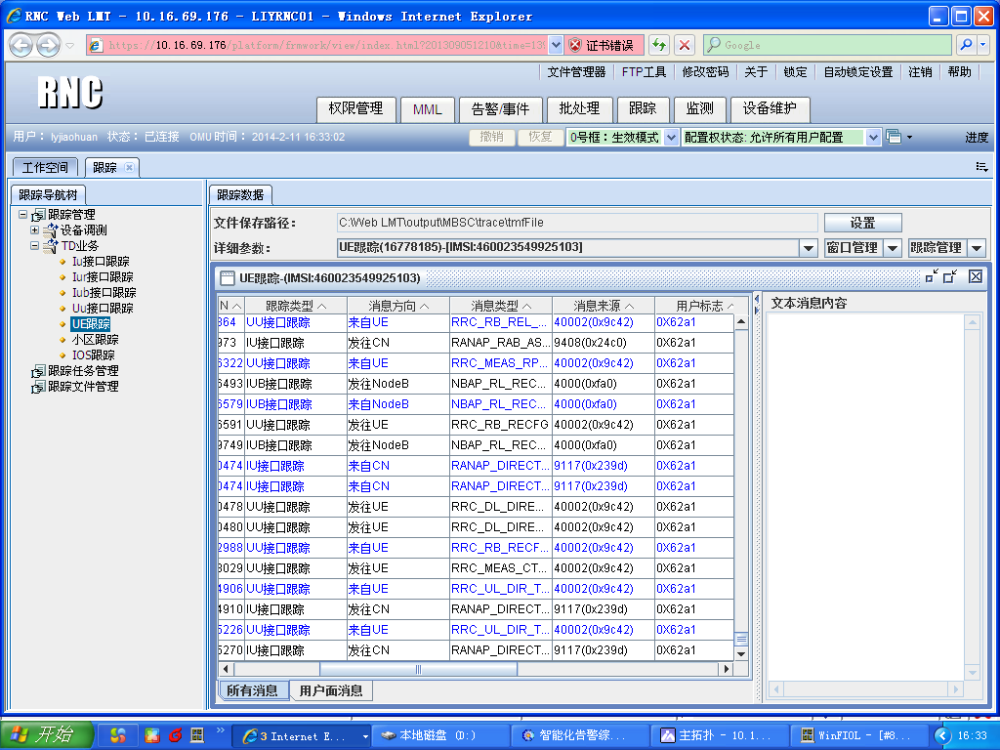 RNC Web LMT - 10.16.69.176 - LIYRNC01 - Windows Internet Explorer
https://10.16.69.176/platform/frmwork/view/index.html?201309051210&time=139 证书错误 Google
文件管理器 FTP工具 修改密码 关于 锁定 自动锁定设置 注销 帮助
RNC
权限管理 MML 告警/事件 批处理 跟踪 监测 设备维护
用户： lyjiaohuan 状态： 已连接 OMU 时间： 2014-2-11 16:33:02 撤销 恢复 0号框：生效模式 配置权状态: 允许所有用户配置 进度
工作空间 跟踪
跟踪导航树
跟踪管理
设备调测
TD业务
Iu接口跟踪
Iur接口跟踪
Iub接口跟踪
Uu接口跟踪
UE跟踪
小区跟踪
IOS跟踪
跟踪任务管理
跟踪文件管理
跟踪数据
文件保存路径： C:\Web LMT\output\MBSC\trace\tmfFile 设置
详细参数： UE跟踪(16778185)-[IMSI:460023549925103] 窗口管理 跟踪管理
UE跟踪-(IMSI:460023549925103)
N 跟踪类型 消息方向 消息类型 消息来源 用户标志
364 UU接口跟踪 来自UE RRC_RB_REL_... 40002(0x9c42) 0X62a1
973 IU接口跟踪 发往CN RANAP_RAB_AS... 9408(0x24c0) 0X62a1
6322 UU接口跟踪 来自UE RRC_MEAS_RP... 40002(0x9c42) 0X62a1
6493 IUB接口跟踪 发往NodeB NBAP_RL_REC... 4000(0xfa0) 0X62a1
6579 IUB接口跟踪 来自NodeB NBAP_RL_REC... 4000(0xfa0) 0X62a1
6591 UU接口跟踪 发往UE RRC_RB_RECFG 40002(0x9c42) 0X62a1
9749 IUB接口跟踪 发往NodeB NBAP_RL_REC... 4000(0xfa0) 0X62a1
0474 IU接口跟踪 来自CN RANAP_DIRECT... 9117(0x239d) 0X62a1
0474 IU接口跟踪 来自CN RANAP_DIRECT... 9117(0x239d) 0X62a1
0478 UU接口跟踪 发往UE RRC_DL_DIRE... 40002(0x9c42) 0X62a1
0480 UU接口跟踪 发往UE RRC_DL_DIRE... 40002(0x9c42) 0X62a1
2988 UU接口跟踪 来自UE RRC_RB_RECF... 40002(0x9c42) 0X62a1
3029 UU接口跟踪 发往UE RRC_MEAS_CT... 40002(0x9c42) 0X62a1
4906 UU接口跟踪 来自UE RRC_UL_DIR_T... 40002(0x9c42) 0X62a1
4910 IU接口跟踪 发往CN RANAP_DIRECT... 9117(0x239d) 0X62a1
5226 UU接口跟踪 来自UE RRC_UL_DIR_T... 40002(0x9c42) 0X62a1
5270 IU接口跟踪 发往CN RANAP_DIRECT... 9117(0x239d) 0X62a1
所有消息 用户面消息
文本消息内容
开始 3 Internet E... 本地磁盘 (D:) 智能化告警综... 主拓扑 - 10.1... WinFIOL - [#8... 16:33